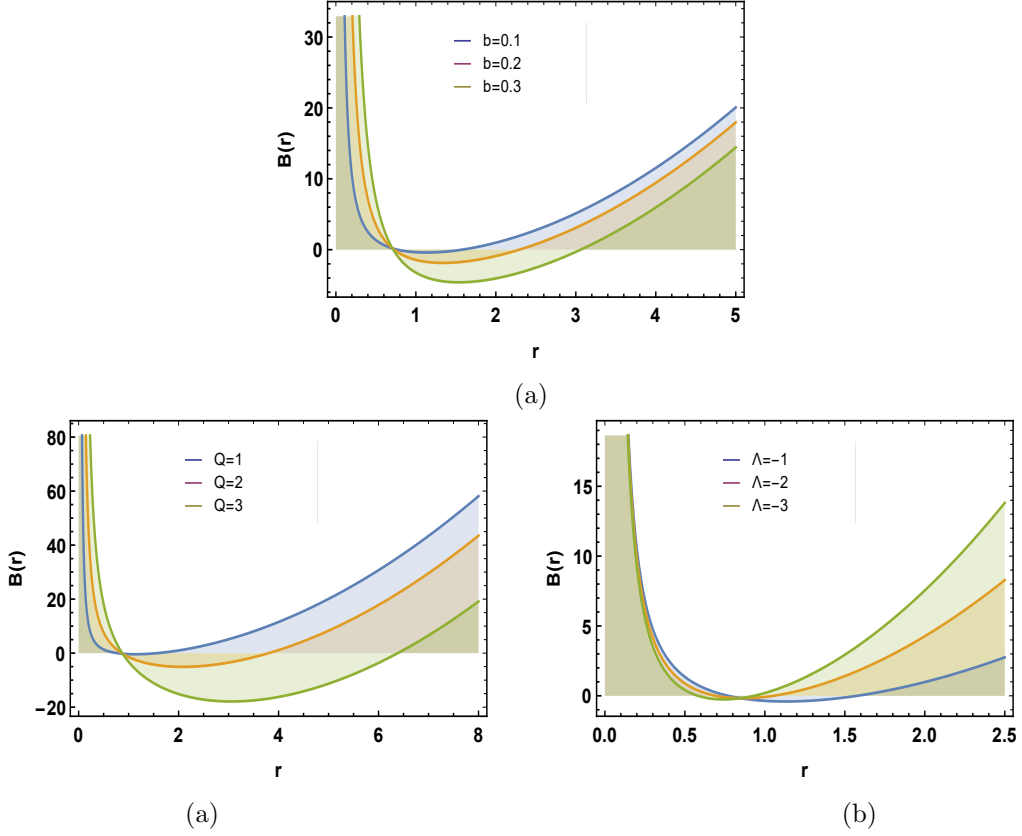 b=0.1
b=0.2
b=0.3
B(r)
30
20
10
0
0 1 2 3 4 5
r
(a)
Q=1
Q=2
Q=3
B(r)
80
60
40
20
0
−20
0 2 4 6 8
r
(a)
Λ=−1
Λ=−2
Λ=−3
B(r)
15
10
5
0
0.0 0.5 1.0 1.5 2.0 2.5
r
(b)